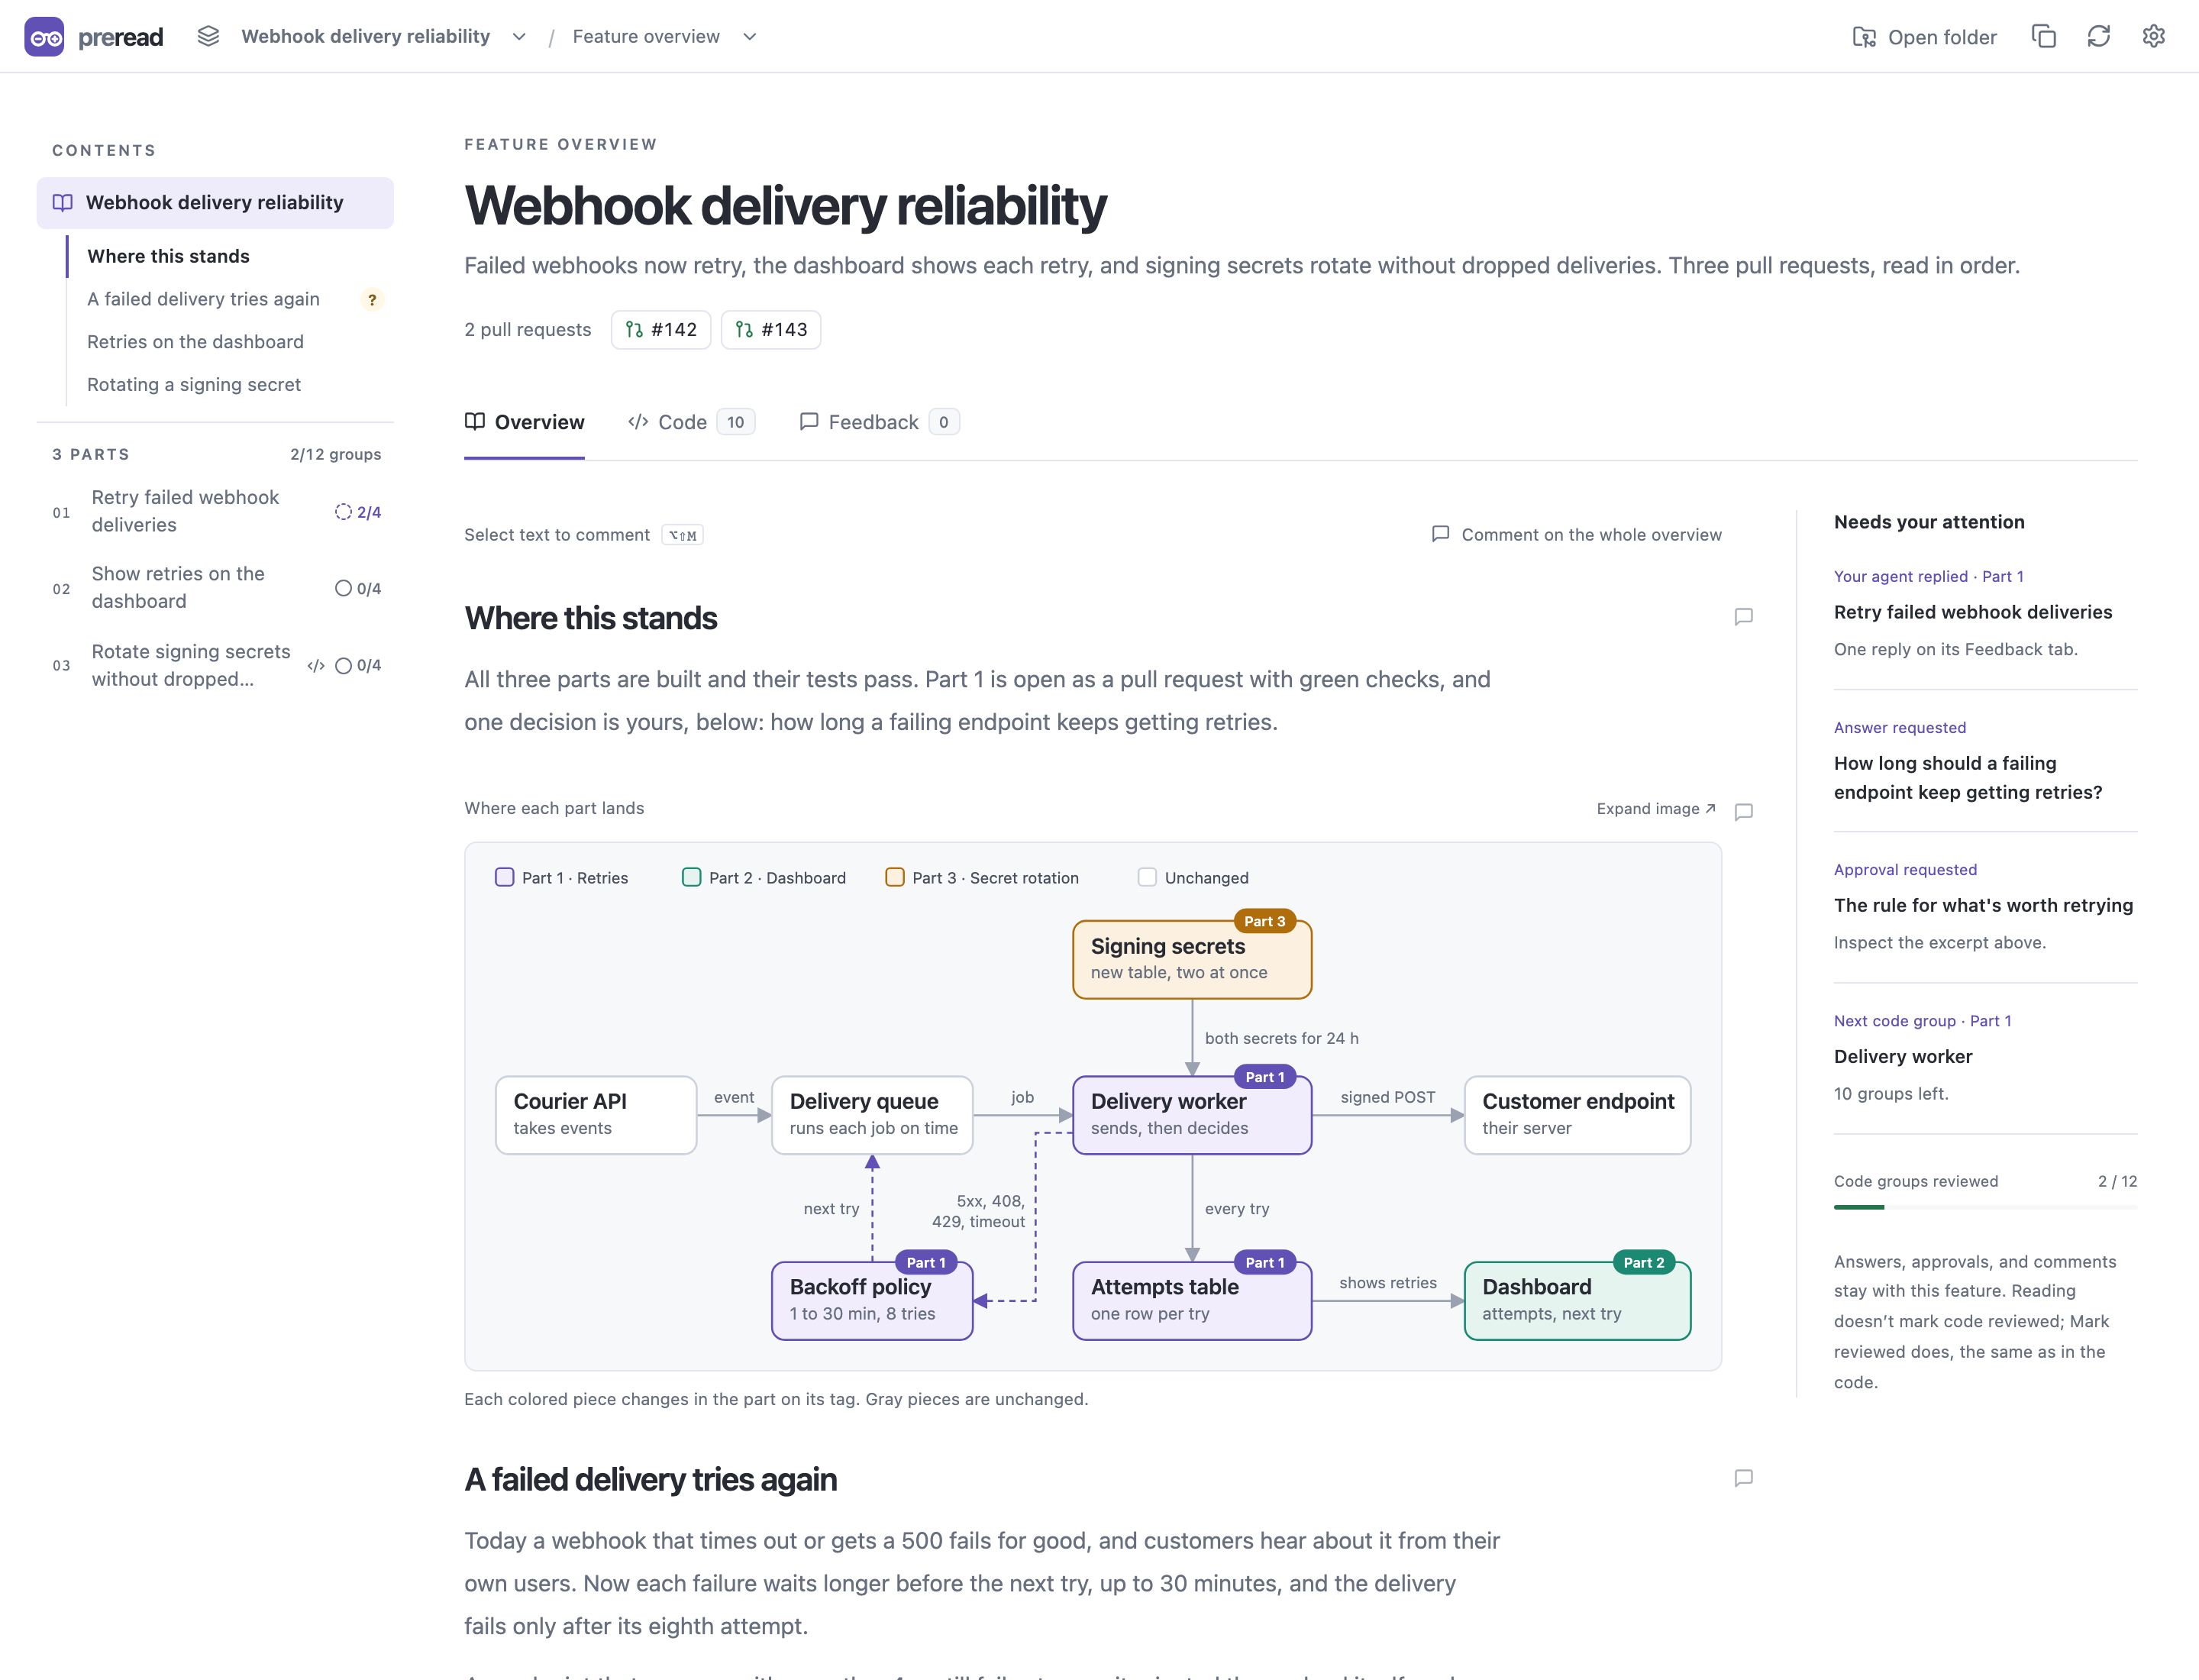 preread
Webhook delivery reliability / Feature overview
Open folder
CONTENTS
Webhook delivery reliability
Where this stands
A failed delivery tries again ?
Retries on the dashboard
Rotating a signing secret
3 PARTS 2/12 groups
01 Retry failed webhook deliveries 2/4
02 Show retries on the dashboard 0/4
03 Rotate signing secrets without dropped... </> 0/4
FEATURE OVERVIEW
Webhook delivery reliability
Failed webhooks now retry, the dashboard shows each retry, and signing secrets rotate without dropped deliveries. Three pull requests, read in order.
2 pull requests #142 #143
Overview </> Code 10 Feedback 0
Select text to comment ⌥⇧M
Comment on the whole overview
Where this stands
All three parts are built and their tests pass. Part 1 is open as a pull request with green checks, and
one decision is yours, below: how long a failing endpoint keeps getting retries.
Where each part lands
Expand image ↗
Part 1 · Retries
Part 2 · Dashboard
Part 3 · Secret rotation
Unchanged
Part 3
Signing secrets
new table, two at once
both secrets for 24 h
Courier API
takes events
event
Delivery queue
runs each job on time
job
Part 1
Delivery worker
sends, then decides
signed POST
Customer endpoint
their server
next try
5xx, 408,
429, timeout
every try
Part 1
Backoff policy
1 to 30 min, 8 tries
Part 1
Attempts table
one row per try
shows retries
Part 2
Dashboard
attempts, next try
Each colored piece changes in the part on its tag. Gray pieces are unchanged.
A failed delivery tries again
Today a webhook that times out or gets a 500 fails for good, and customers hear about it from their
own users. Now each failure waits longer before the next try, up to 30 minutes, and the delivery
fails only after its eighth attempt.
Needs your attention
Your agent replied · Part 1
Retry failed webhook deliveries
One reply on its Feedback tab.
Answer requested
How long should a failing
endpoint keep getting retries?
Approval requested
The rule for what's worth retrying
Inspect the excerpt above.
Next code group · Part 1
Delivery worker
10 groups left.
Code groups reviewed 2 / 12
Answers, approvals, and comments
stay with this feature. Reading
doesn’t mark code reviewed; Mark
reviewed does, the same as in the
code.